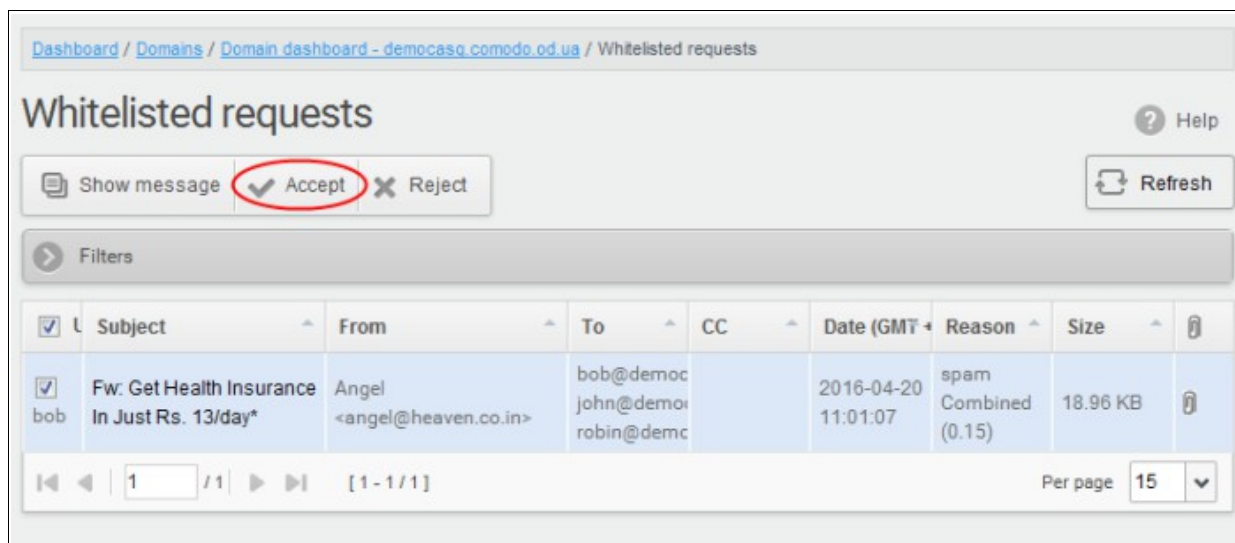 Dashboard / Domains / Domain dashboard - democasg.comodo.od.ua / Whitelisted requests
Whitelisted requests
Help
Show message Accept Reject
Refresh
Filters
U Subject From To CC Date (GMT + Reason Size
bob Fw: Get Health Insurance In Just Rs. 13/day* Angel <angel@heaven.co.in> bob@democ john@demo robin@demo 2016-04-20 11:01:07 spam Combined (0.15) 18.96 KB
1 / 1 [ 1 - 1 / 1 ] Per page 15